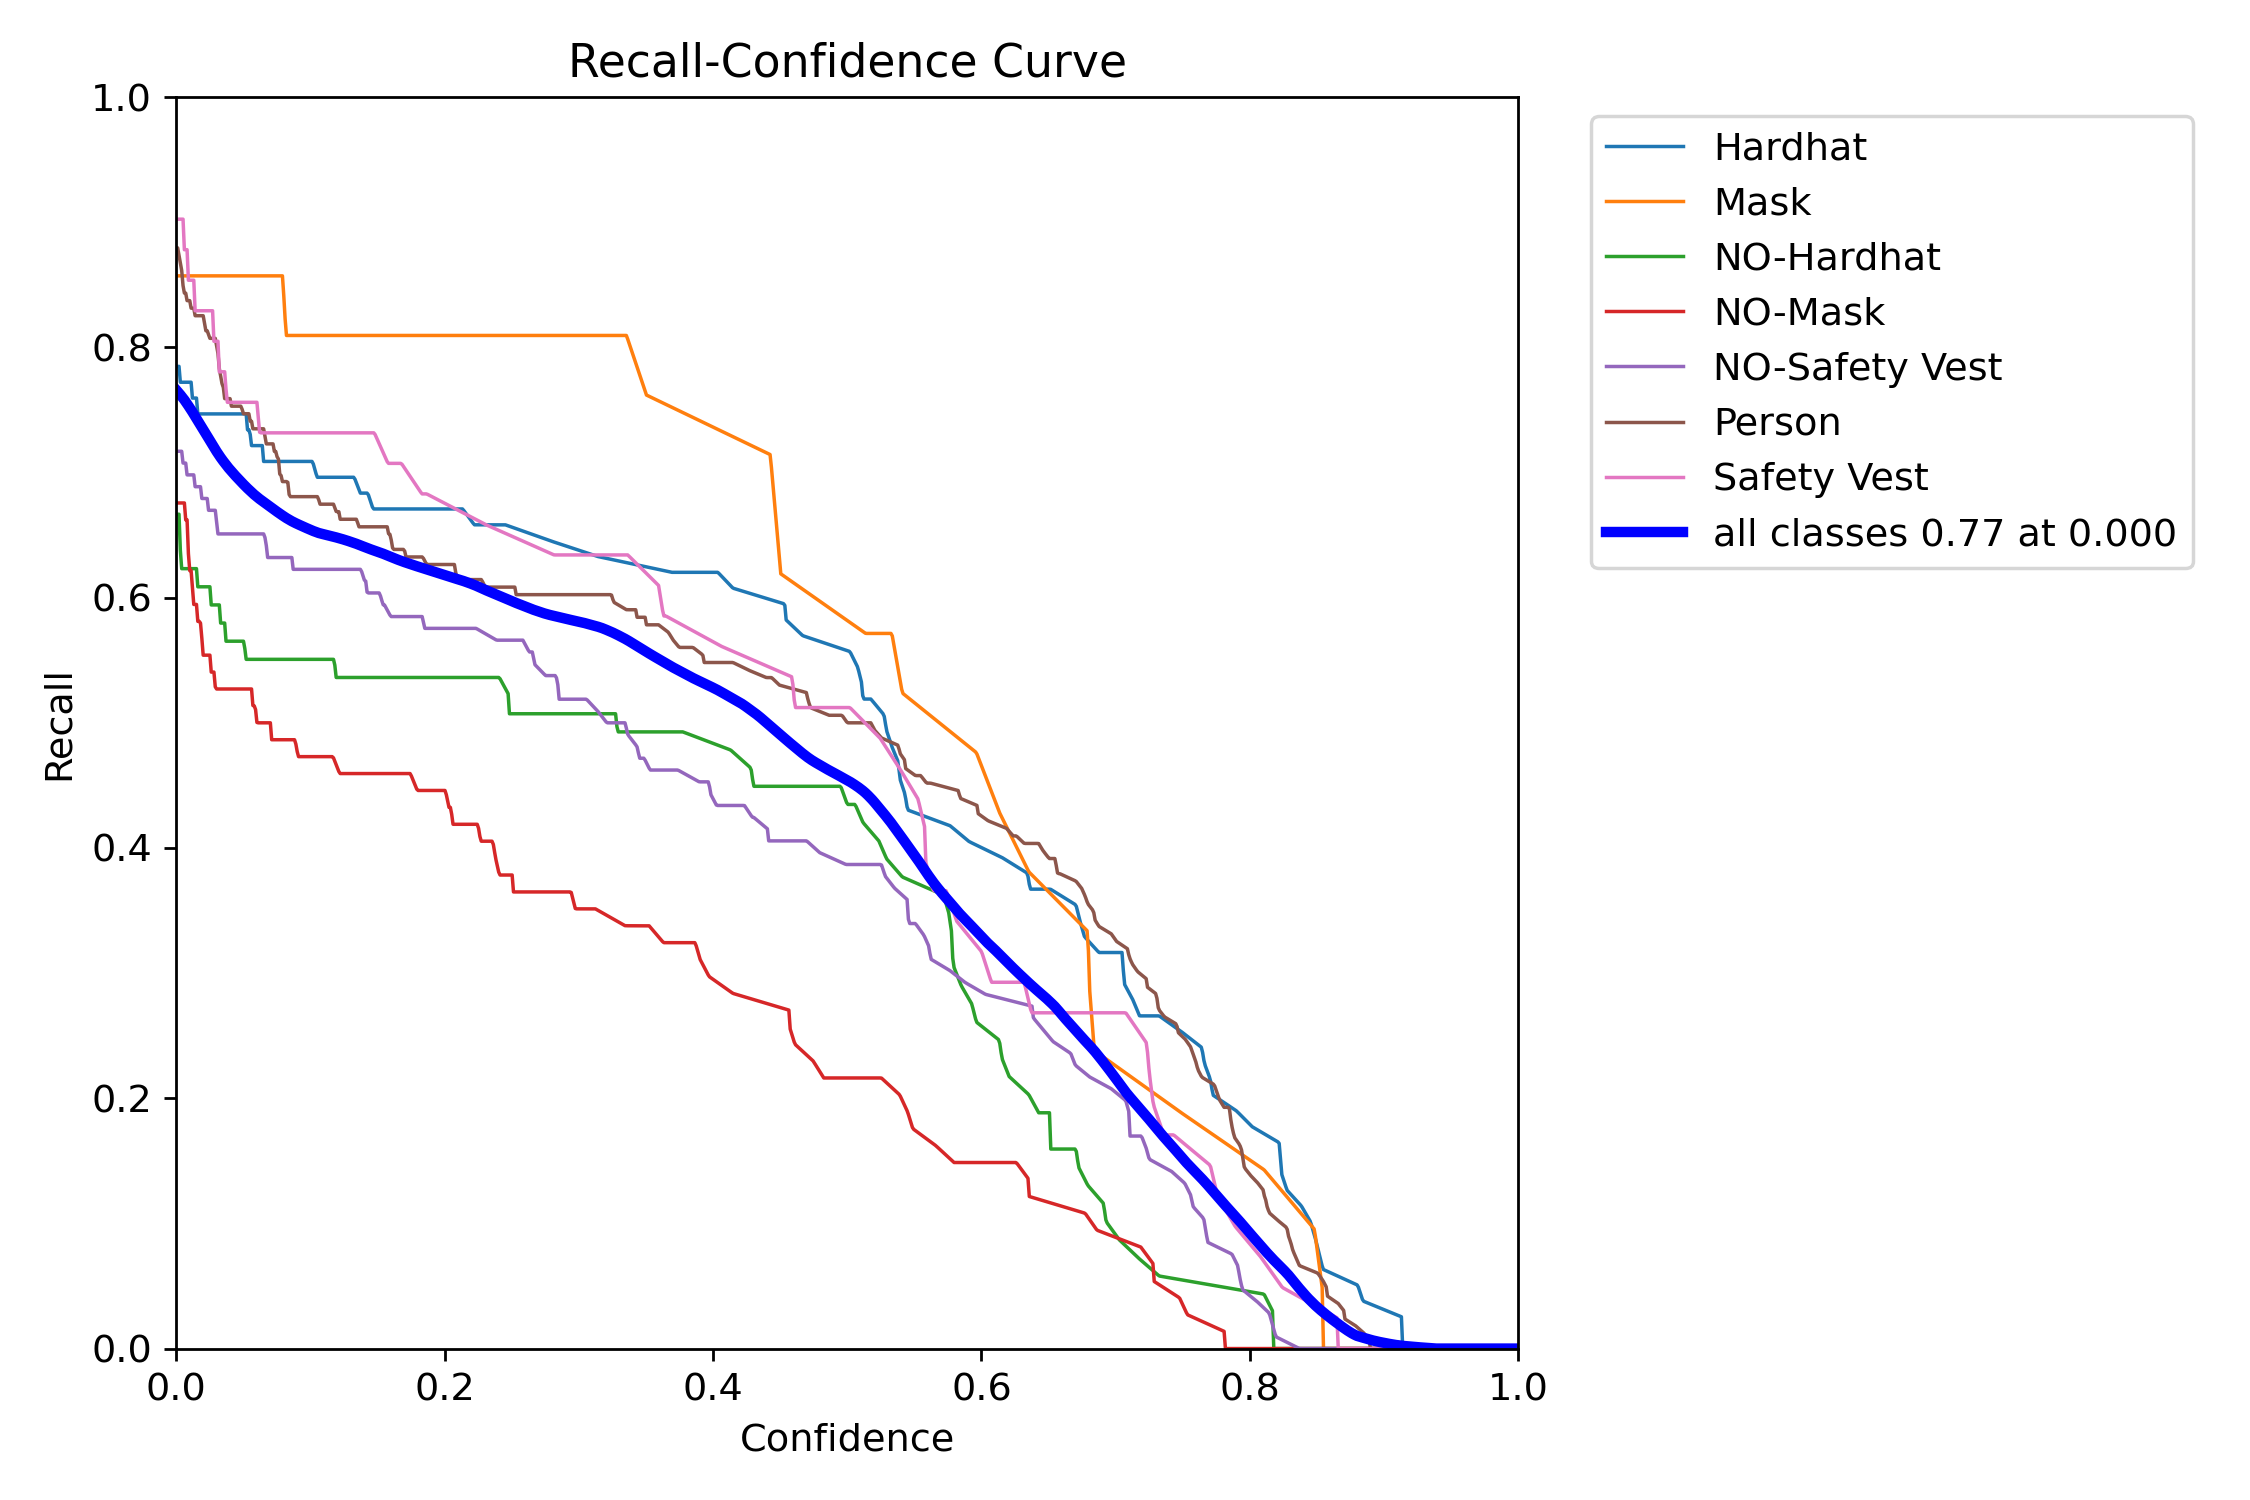 Recall-Confidence Curve
1.0
0.8
0.6
0.4
0.2
0.0
Recall
0.0 0.2 0.4 0.6 0.8 1.0
Confidence
Hardhat
Mask
NO-Hardhat
NO-Mask
NO-Safety Vest
Person
Safety Vest
all classes 0.77 at 0.000